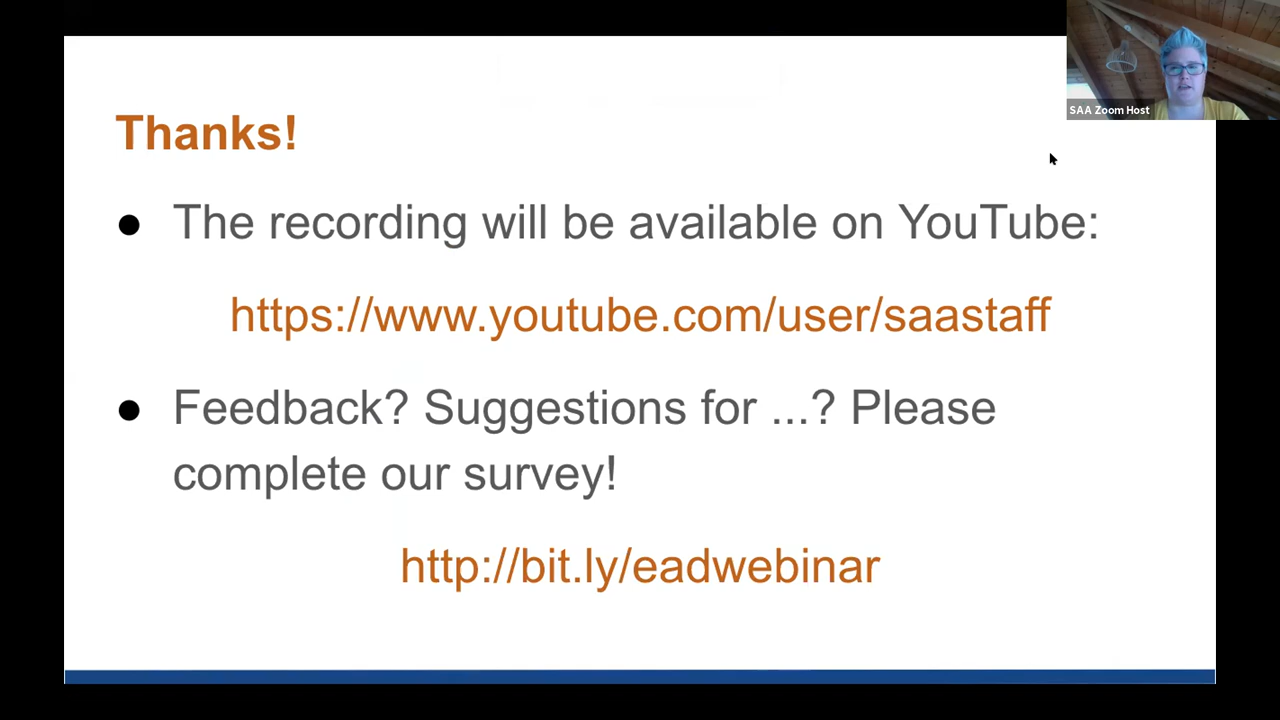 SAA Zoom Host
Thanks!
● The recording will be available on YouTube:
https://www.youtube.com/user/saastaff
● Feedback? Suggestions for ...? Please
complete our survey!
http://bit.ly/eadwebinar